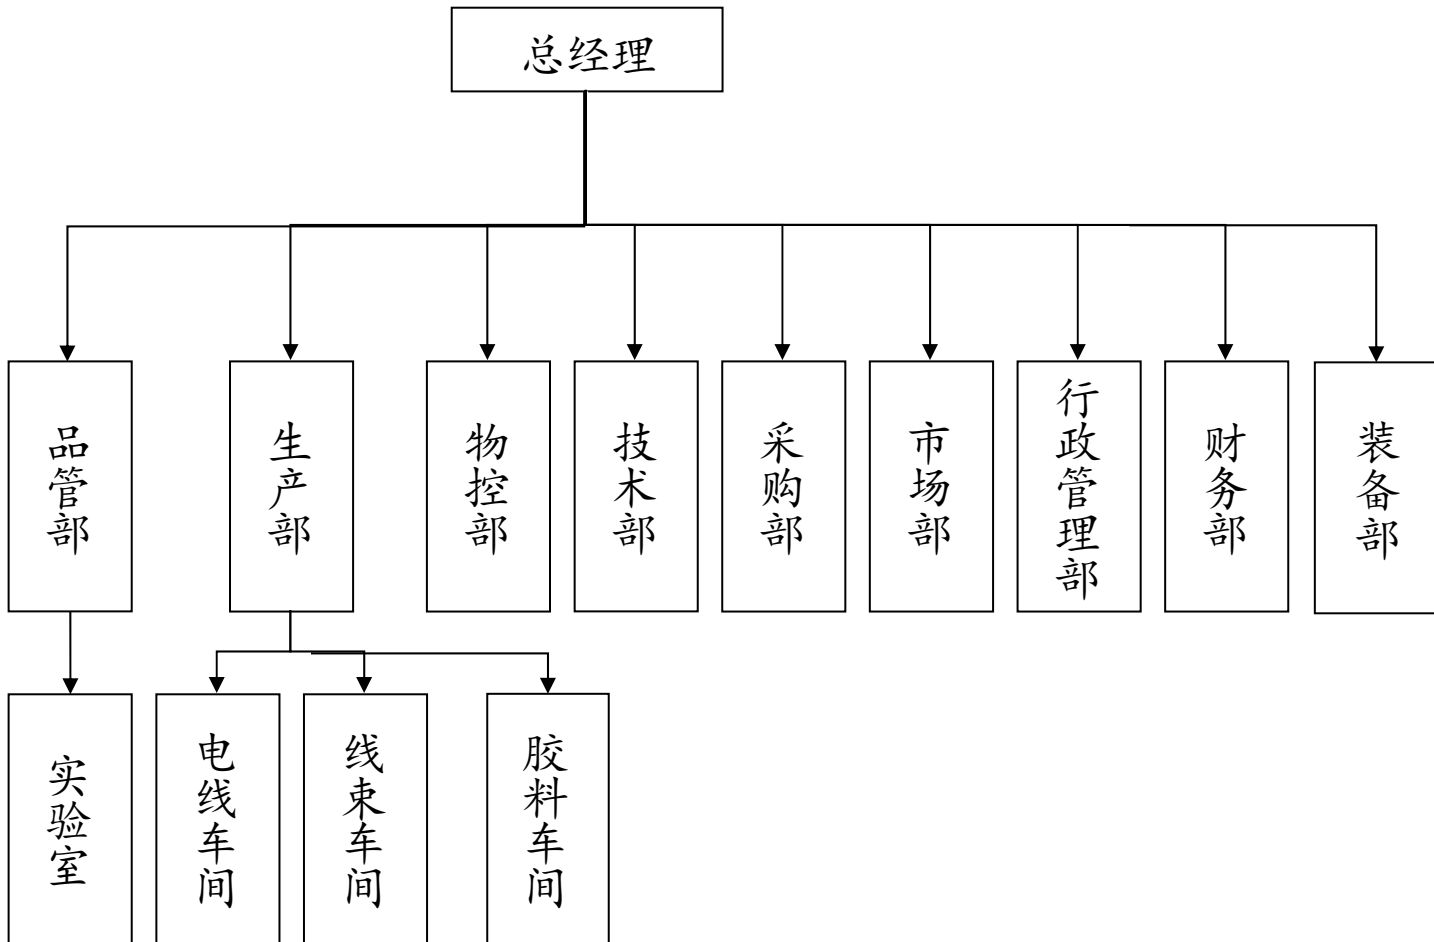 总经理
品管部
生产部
物控部
技术部
采购部
市场部
行政管理部
财务部
装备部
实验室
电线车间
线束车间
胶料车间